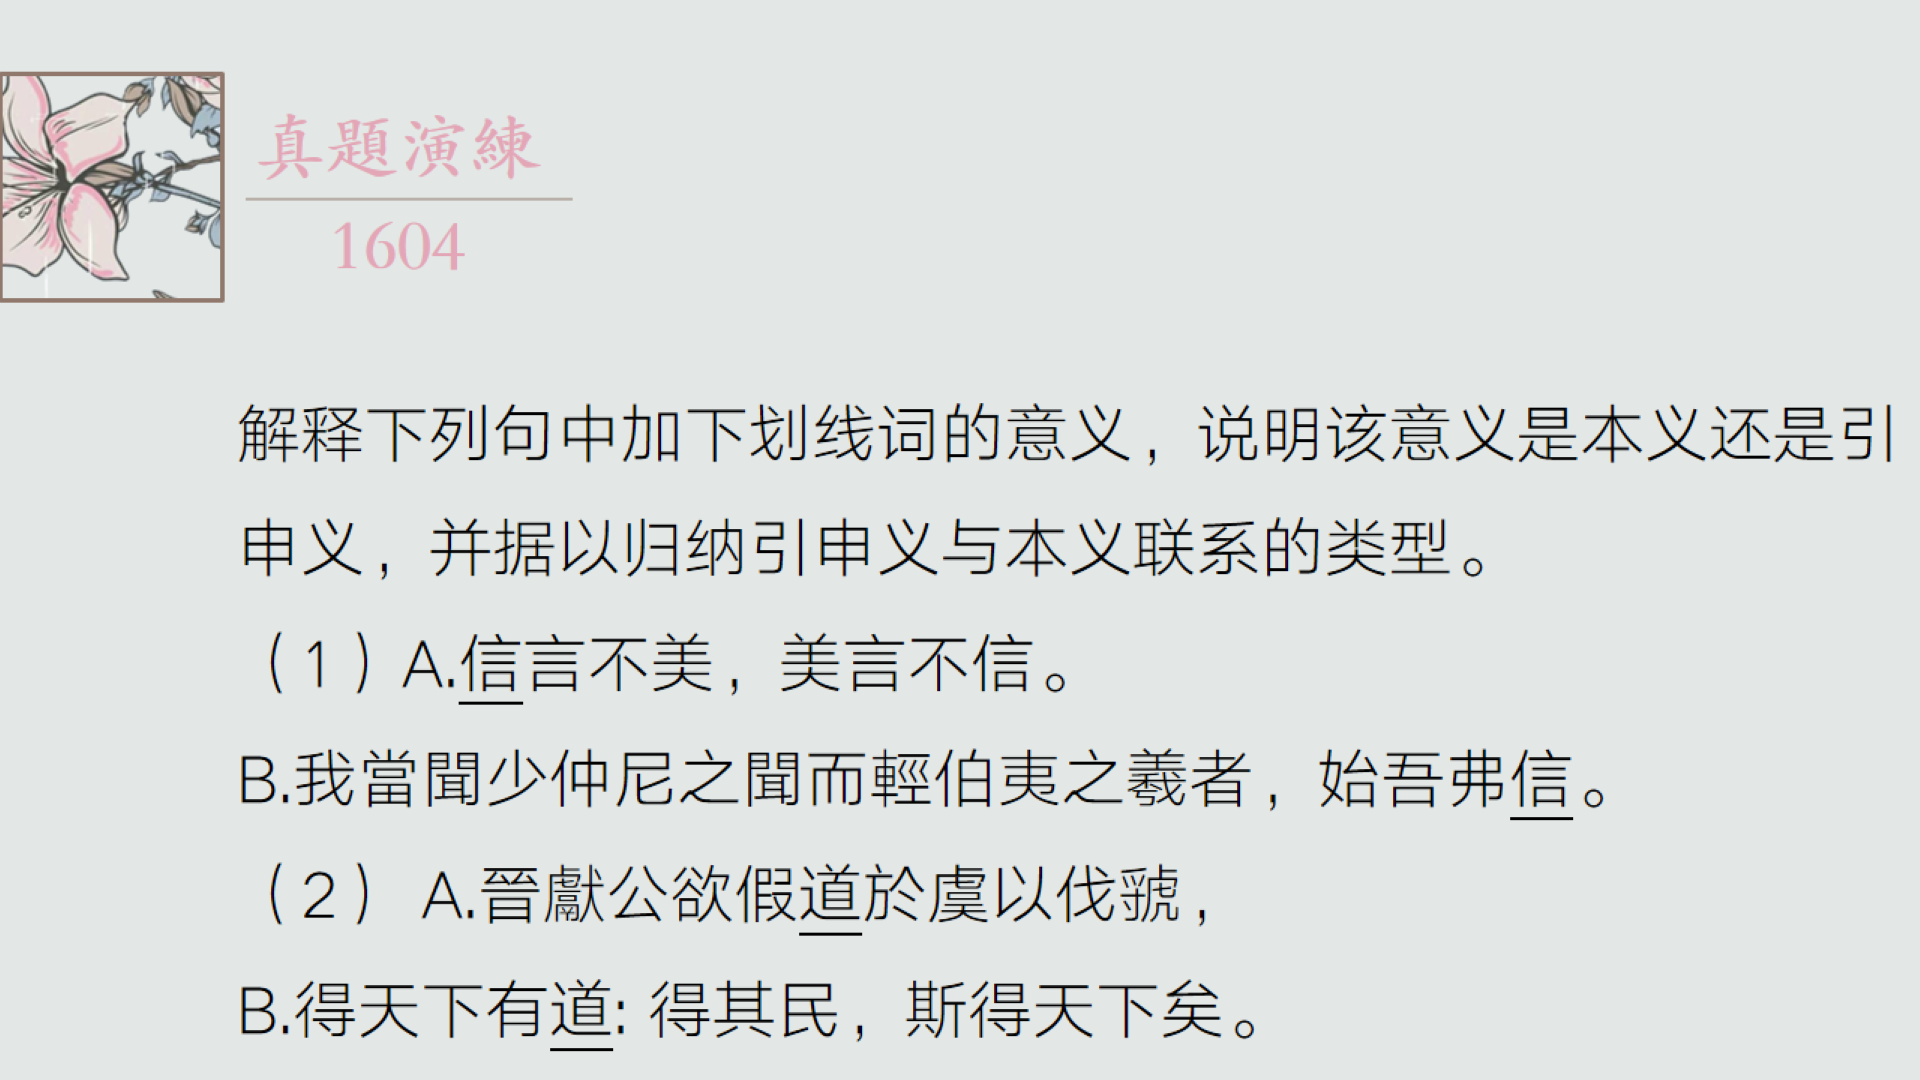 真題演練
1604
解释下列句中加下划线词的意义，说明该意义是本义还是引
申义，并据以归纳引申义与本义联系的类型。
（1）A.信言不美，美言不信。
B.我當聞少仲尼之聞而輕伯夷之義者，始吾弗信。
（2） A.晉獻公欲假道於虞以伐虢，
B.得天下有道: 得其民，斯得天下矣。